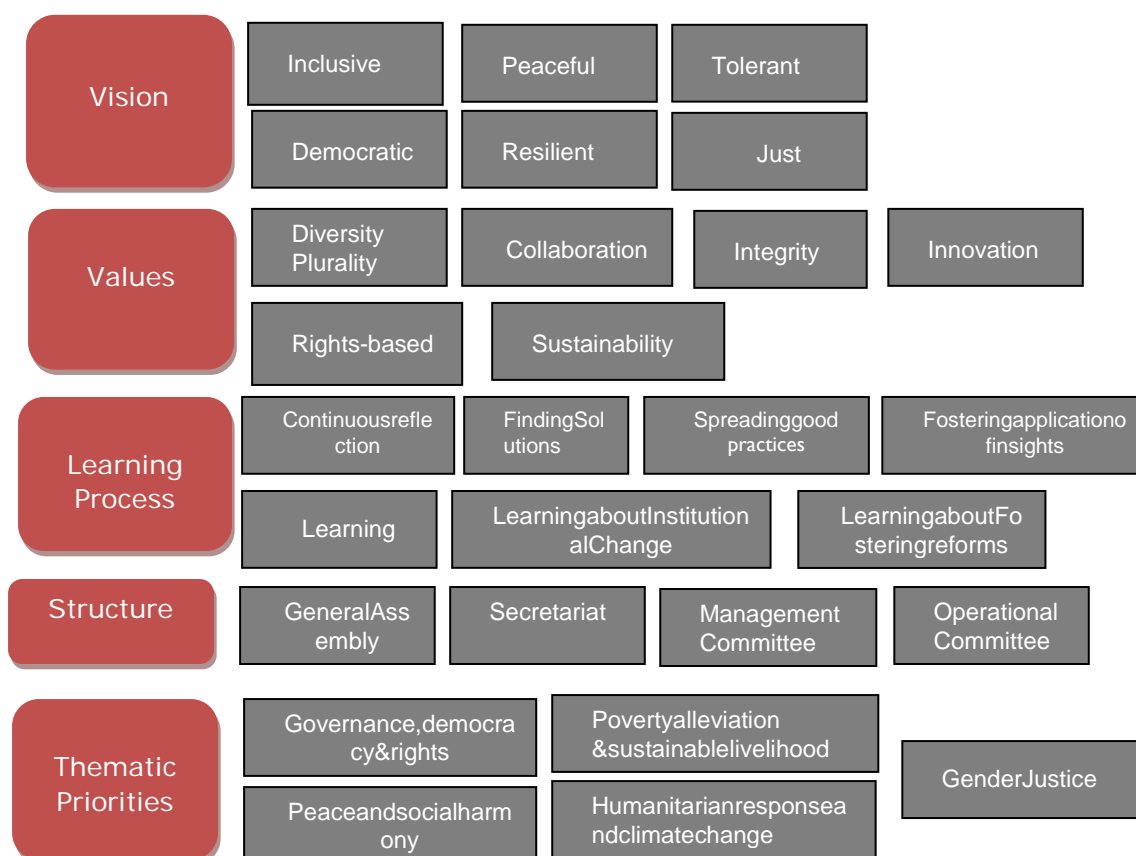 Vision
Inclusive
Peaceful
Tolerant
Democratic
Resilient
Just
Values
Diversity
Plurality
Collaboration
Integrity
Innovation
Rights-based
Sustainability
Learning
Process
Continuousrefle
ction
FindingSol
utions
Spreadinggood
practices
Fosteringapplicationo
finsights
Learning
LearningaboutInstitution
alChange
LearningaboutFo
steringreforms
Structure
GeneralAss
embly
Secretariat
Management
Committee
Operational
Committee
Thematic
Priorities
Governance,democra
cy&rights
Povertyalleviation
&sustainablelivelihood
GenderJustice
Peaceandsocialharm
ony
Humanitarianresponsea
ndclimatechange